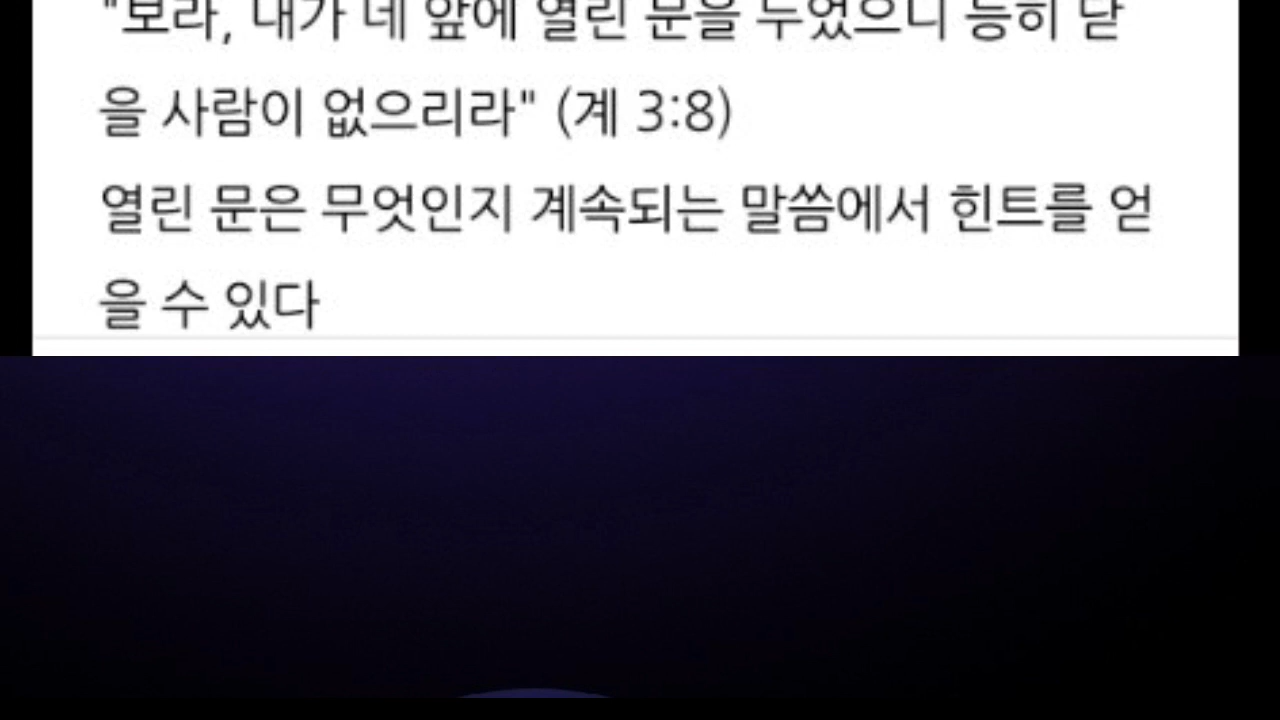 "보라, 내가 네 앞에 열린 문을 두었으니 능히 닫
을 사람이 없으리라" (계 3:8)
열린 문은 무엇인지 계속되는 말씀에서 힌트를 얻
을 수 있다